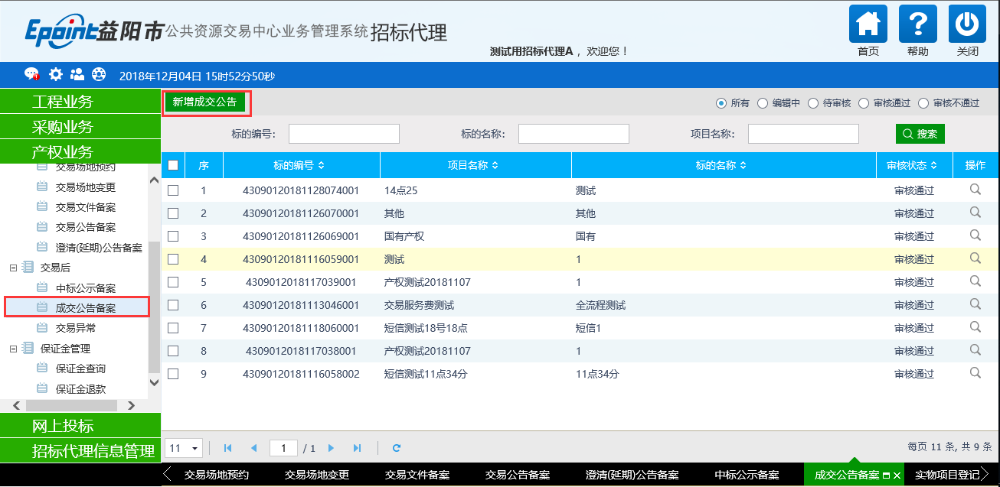 Epoint益阳市公共资源交易中心业务管理系统 招标代理
测试用招标代理A ，欢迎您！
首页 帮助 关闭
2018年12月04日 15时52分50秒
工程业务
采购业务
产权业务
交易场地预约
交易场地变更
交易文件备案
交易公告备案
澄清(延期)公告备案
交易后
中标公示备案
成交公告备案
交易异常
保证金管理
保证金查询
保证金退款
网上投标
招标代理信息管理
新增成交公告
所有 编辑中 待审核 审核通过 审核不通过
标的编号： 标的名称： 项目名称： 搜索
序 标的编号 项目名称 标的名称 审核状态 操作
1 43090120181128074001 14点25 测试 审核通过
2 43090120181126070001 其他 其他 审核通过
3 43090120181126069001 国有产权 国有 审核通过
4 43090120181116059001 测试 1 审核通过
5 4309012018117039001 产权测试20181107 1 审核通过
6 43090120181113046001 交易服务费测试 全流程测试 审核通过
7 43090120181118060001 短信测试18号18点 短信1 审核通过
8 4309012018117038001 产权测试20181107 1 审核通过
9 43090120181116058002 短信测试11点34分 11点34分 审核通过
11 1 / 1 每页 11 条, 共 9 条
交易场地预约 交易场地变更 交易文件备案 交易公告备案 澄清(延期)公告备案 中标公示备案 成交公告备案 实物项目登记